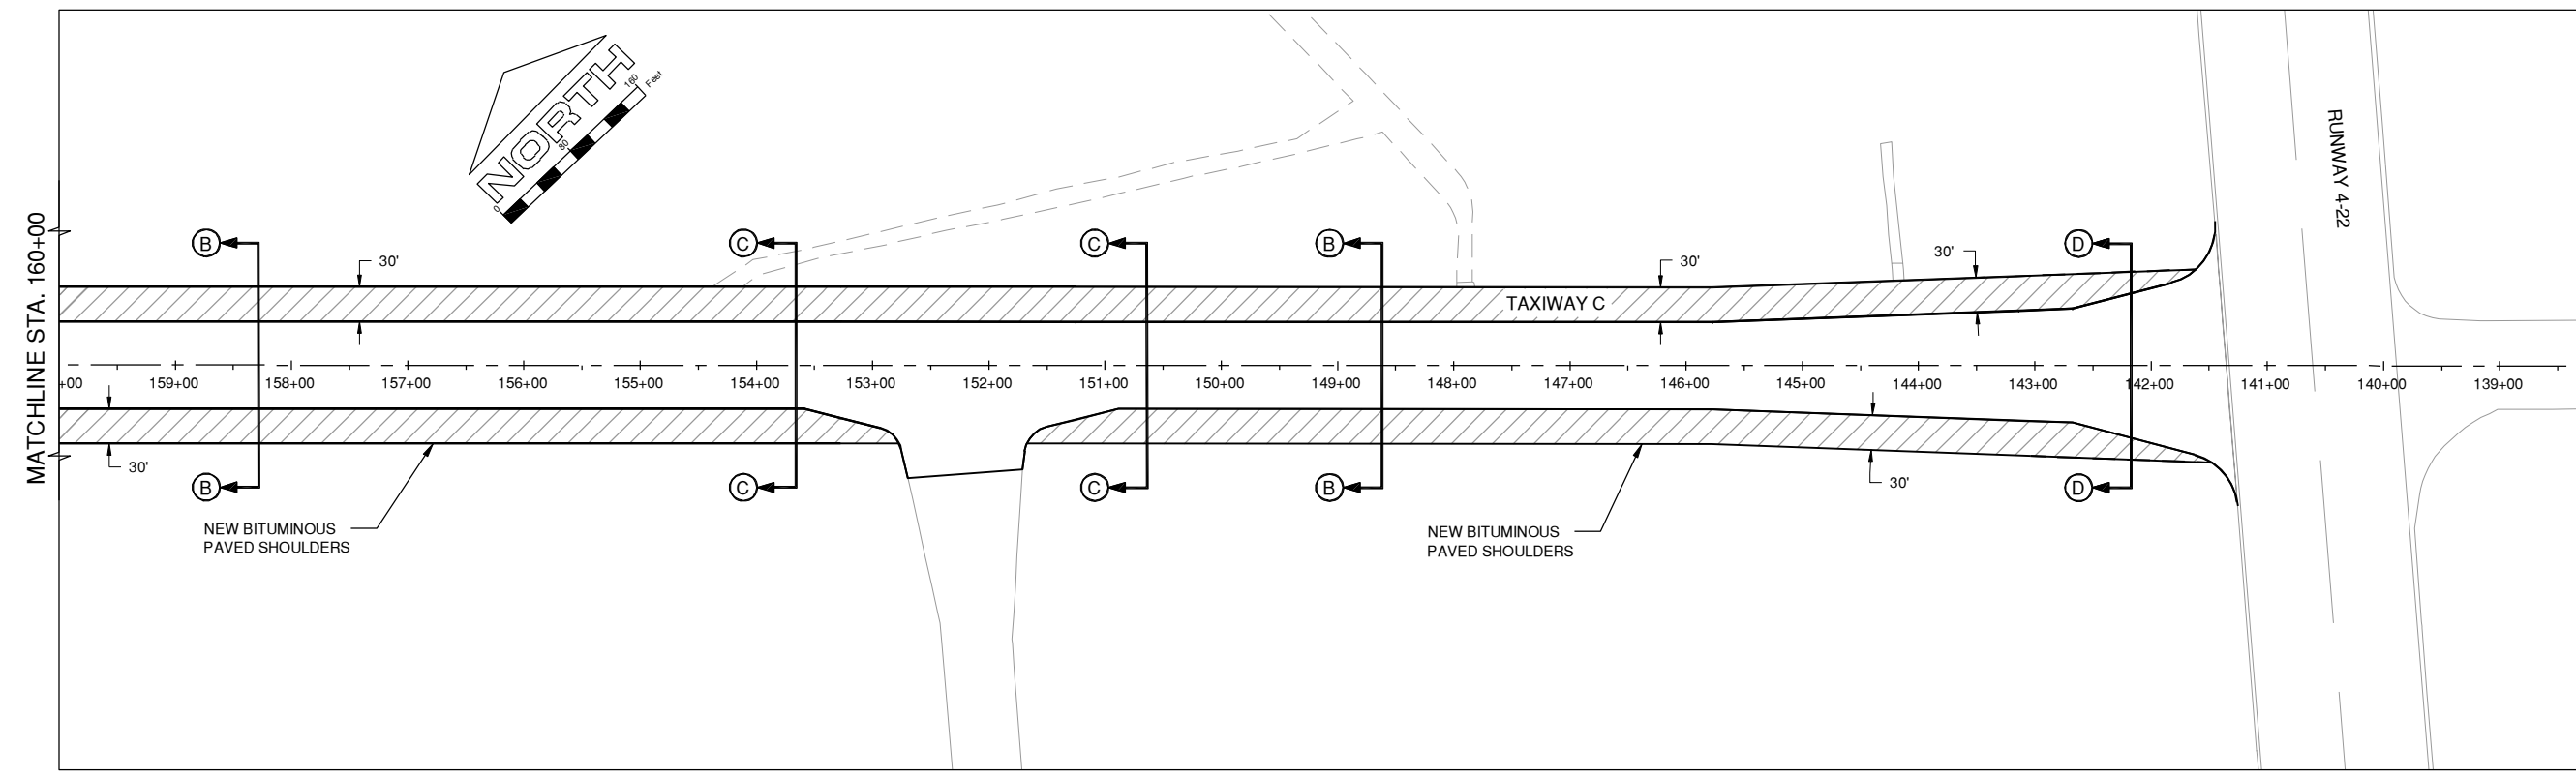 NORTH
0
80
160
Feet
RUNWAY 4-22
MATCHLINE STA. 160+00
B
C
C
B
D
30'
30'
30'
TAXIWAY C
+00
159+00
158+00
157+00
156+00
155+00
154+00
153+00
152+00
151+00
150+00
149+00
148+00
147+00
146+00
145+00
144+00
143+00
142+00
141+00
140+00
139+00
30'
30'
B
C
C
B
D
NEW BITUMINOUS
PAVED SHOULDERS
NEW BITUMINOUS
PAVED SHOULDERS